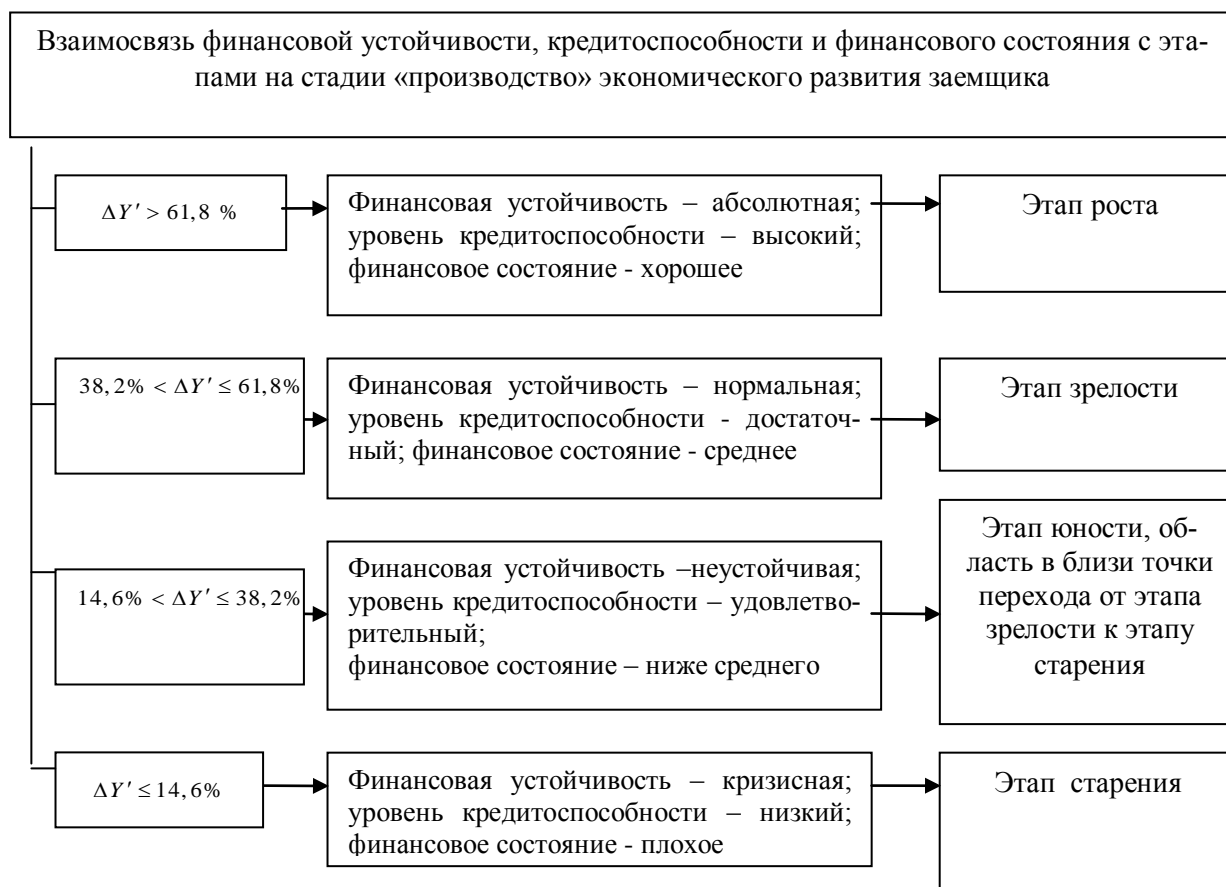 Взаимосвязь финансовой устойчивости, кредитоспособности и финансового состояния с эта-
пами на стадии «производство» экономического развития заемщика
ΔY′ > 61,8 %
Финансовая устойчивость – абсолютная;
уровень кредитоспособности – высокий;
финансовое состояние - хорошее
Этап роста
38,2% < ΔY′ ≤ 61,8%
Финансовая устойчивость – нормальная;
уровень кредитоспособности - достаточ-
ный; финансовое состояние - среднее
Этап зрелости
14,6% < ΔY′ ≤ 38,2%
Финансовая устойчивость –неустойчивая;
уровень кредитоспособности – удовлетво-
рительный;
финансовое состояние – ниже среднего
Этап юности, об-
ласть в близи точки
перехода от этапа
зрелости к этапу
старения
ΔY′ ≤ 14,6%
Финансовая устойчивость – кризисная;
уровень кредитоспособности – низкий;
финансовое состояние - плохое
Этап старения